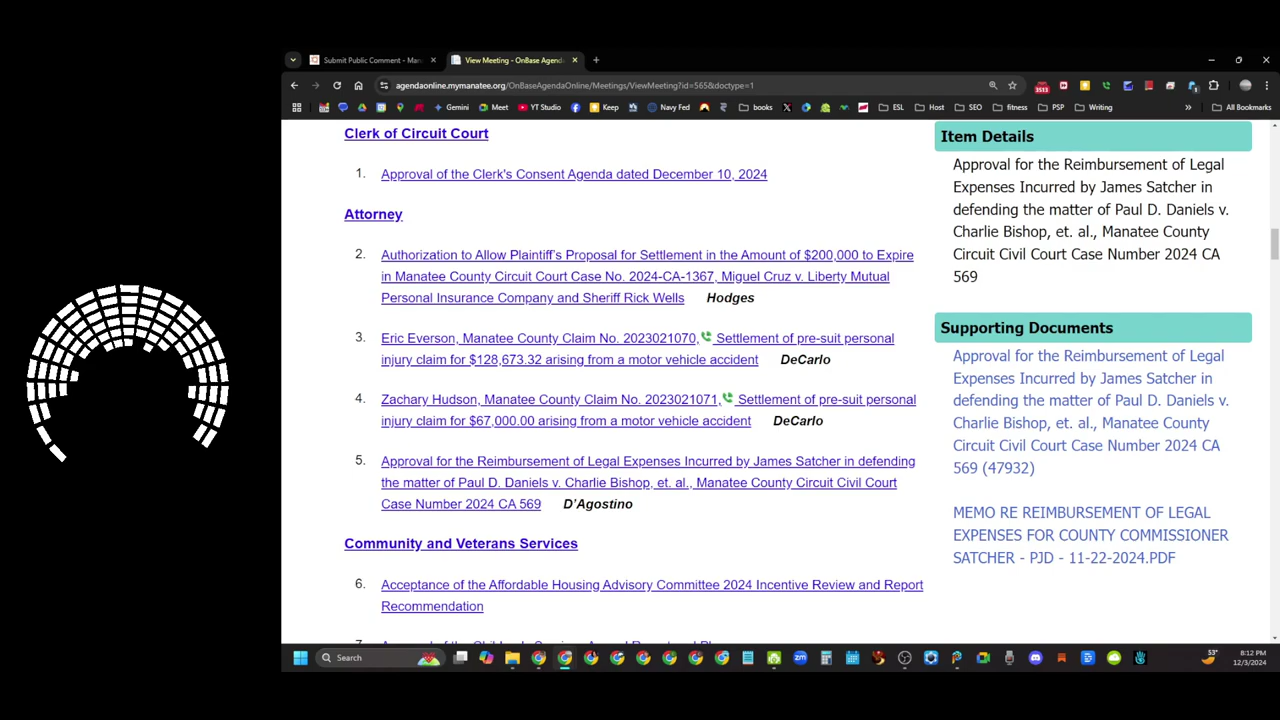 Submit Public Comment - Man
View Meeting - OnBase Agend
agendaonline.mymanatee.org/OnBaseAgendaOnline/Meetings/ViewMeeting?id=565&doctype=1
3513
Gemini
Meet
YT Studio
Keep
Navy Fed
books
ESL
Host
SEO
fitness
PSP
Writing
All Bookmarks
Clerk of Circuit Court
1. Approval of the Clerk's Consent Agenda dated December 10, 2024
Attorney
2. Authorization to Allow Plaintiff's Proposal for Settlement in the Amount of $200,000 to Expire
in Manatee County Circuit Court Case No. 2024-CA-1367, Miguel Cruz v. Liberty Mutual
Personal Insurance Company and Sheriff Rick Wells Hodges
3. Eric Everson, Manatee County Claim No. 2023021070, Settlement of pre-suit personal
injury claim for $128,673.32 arising from a motor vehicle accident DeCarlo
4. Zachary Hudson, Manatee County Claim No. 2023021071, Settlement of pre-suit personal
injury claim for $67,000.00 arising from a motor vehicle accident DeCarlo
5. Approval for the Reimbursement of Legal Expenses Incurred by James Satcher in defending
the matter of Paul D. Daniels v. Charlie Bishop, et. al., Manatee County Circuit Civil Court
Case Number 2024 CA 569 D'Agostino
Community and Veterans Services
6. Acceptance of the Affordable Housing Advisory Committee 2024 Incentive Review and Report
Recommendation
Item Details
Approval for the Reimbursement of Legal
Expenses Incurred by James Satcher in
defending the matter of Paul D. Daniels v.
Charlie Bishop, et. al., Manatee County
Circuit Civil Court Case Number 2024 CA
569
Supporting Documents
Approval for the Reimbursement of Legal
Expenses Incurred by James Satcher in
defending the matter of Paul D. Daniels v.
Charlie Bishop, et. al., Manatee County
Circuit Civil Court Case Number 2024 CA
569 (47932)
MEMO RE REIMBURSEMENT OF LEGAL
EXPENSES FOR COUNTY COMMISSIONER
SATCHER - PJD - 11-22-2024.PDF
Search
53°
8:12 PM
12/3/2024